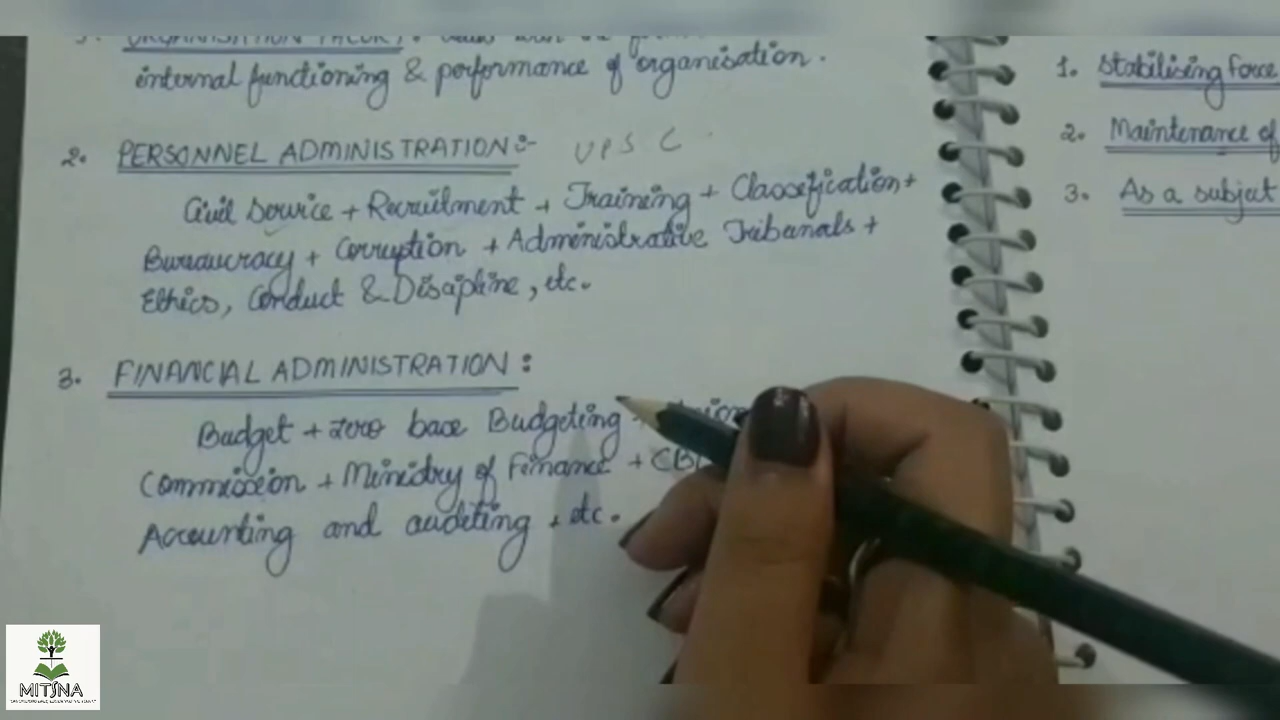 ORGANISATION THEORY:
internal functioning & performance of organisation.
2. PERSONNEL ADMINISTRATION:- UPSC
Civil Service + Recruitment + Training + Classification +
Bureaucracy + Corruption + Administrative Tribunals +
Ethics, Conduct & Discipline, etc.
3. FINANCIAL ADMINISTRATION:
Budget + zero base Budgeting +
Commission + Ministry of Finance +
Accounting and auditing, etc.
1. Stabilising Force
2. Maintenance of
3. As a subject
MITSNA